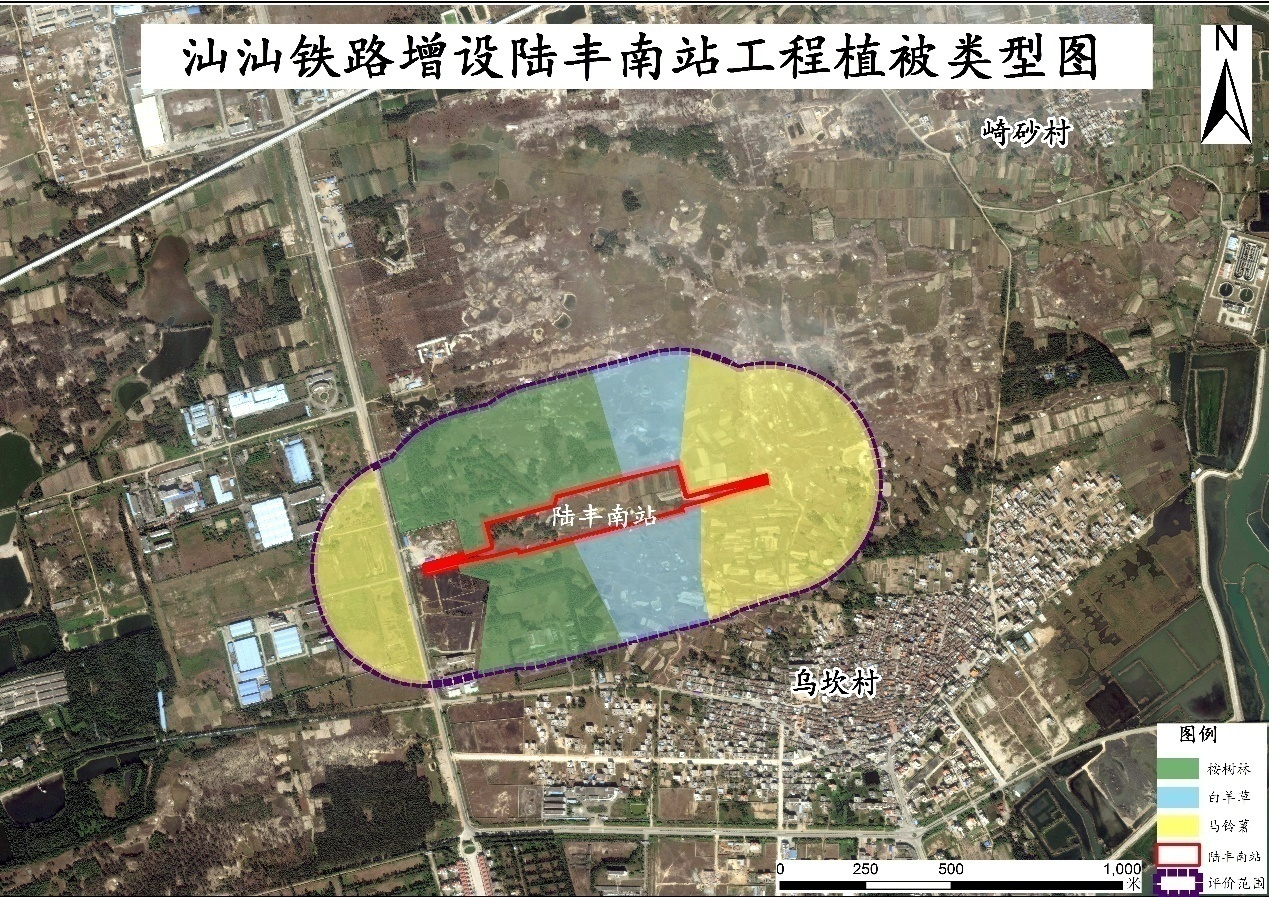 汕汕铁路增设陆丰南站工程植被类型图
N
崎砂村
陆丰南站
乌坎村
图例
桉树林
白羊草
马铃薯
陆丰南站
评价范围
0 250 500 1,000
米